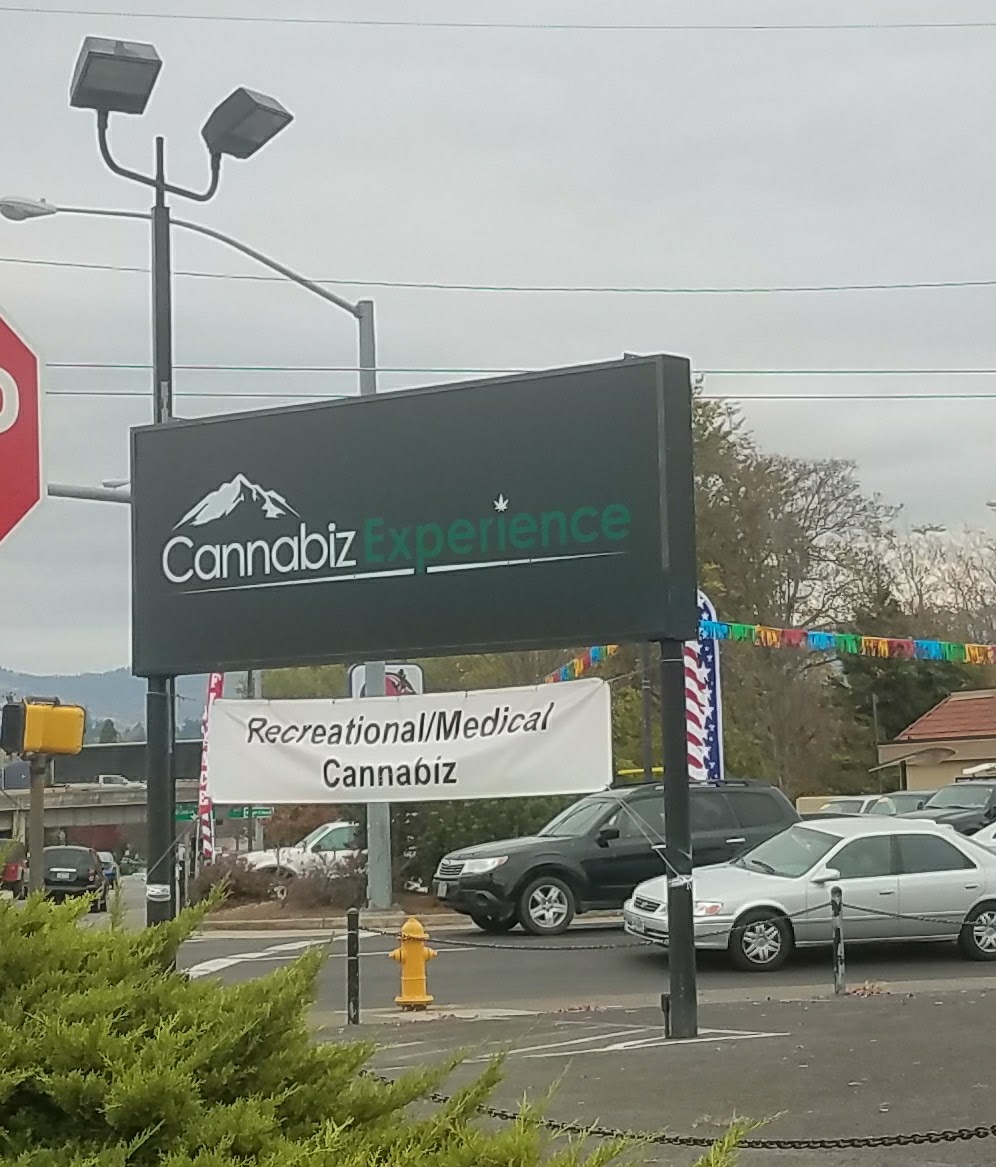 Cannabiz Experience
Recreational/Medical
Cannabiz